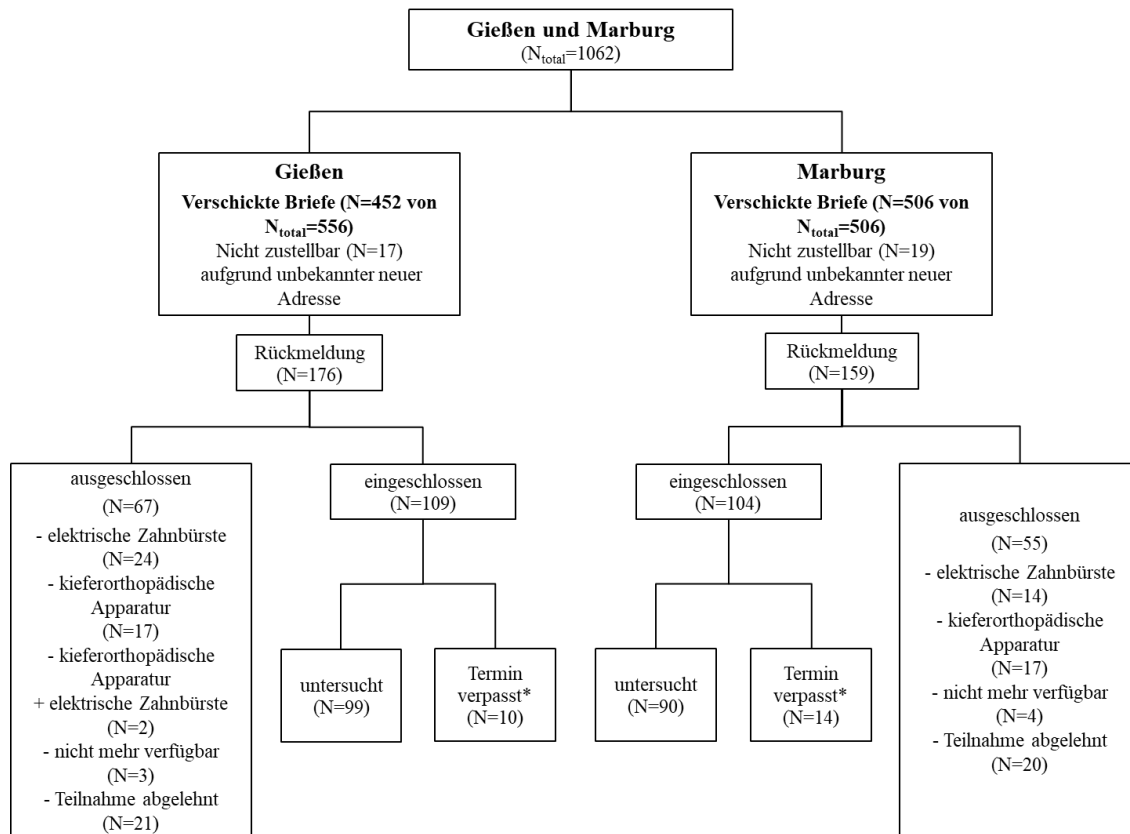 Gießen und Marburg
(Ntotal=1062)
Gießen
Verschickte Briefe (N=452 von
Ntotal=556)
Nicht zustellbar (N=17)
aufgrund unbekannter neuer
Adresse
Marburg
Verschickte Briefe (N=506 von
Ntotal=506)
Nicht zustellbar (N=19)
aufgrund unbekannter neuer
Adresse
Rückmeldung
(N=176)
Rückmeldung
(N=159)
ausgeschlossen
(N=67)
- elektrische Zahnbürste
(N=24)
- kieferorthopädische
Apparatur
(N=17)
- kieferorthopädische
Apparatur
+ elektrische Zahnbürste
(N=2)
- nicht mehr verfügbar
(N=3)
- Teilnahme abgelehnt
(N=21)
eingeschlossen
(N=109)
untersucht
(N=99)
Termin
verpasst*
(N=10)
eingeschlossen
(N=104)
untersucht
(N=90)
Termin
verpasst*
(N=14)
ausgeschlossen
(N=55)
- elektrische Zahnbürste
(N=14)
- kieferorthopädische
Apparatur
(N=17)
- nicht mehr verfügbar
(N=4)
- Teilnahme abgelehnt
(N=20)